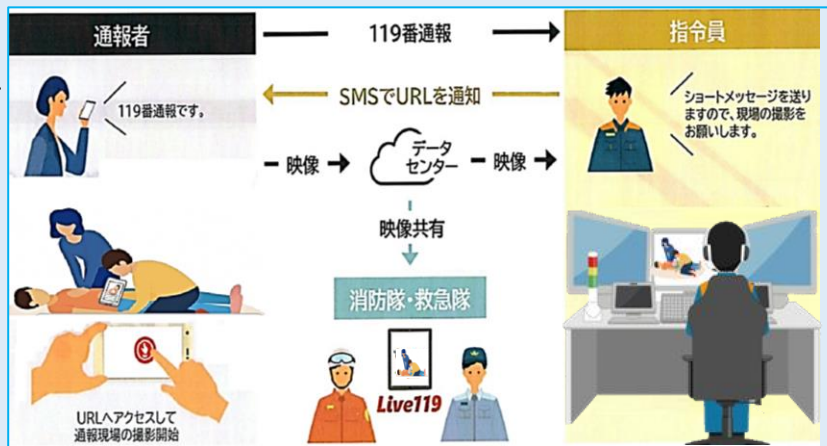 通報者
119番通報
指令員
119番通報です。
SMSでURLを通知
ショートメッセージを送り
ますので、現場の撮影を
お願いします。
映像
データ
センター
映像
映像共有
消防隊・救急隊
Live119
URLへアクセスして
通報現場の撮影開始